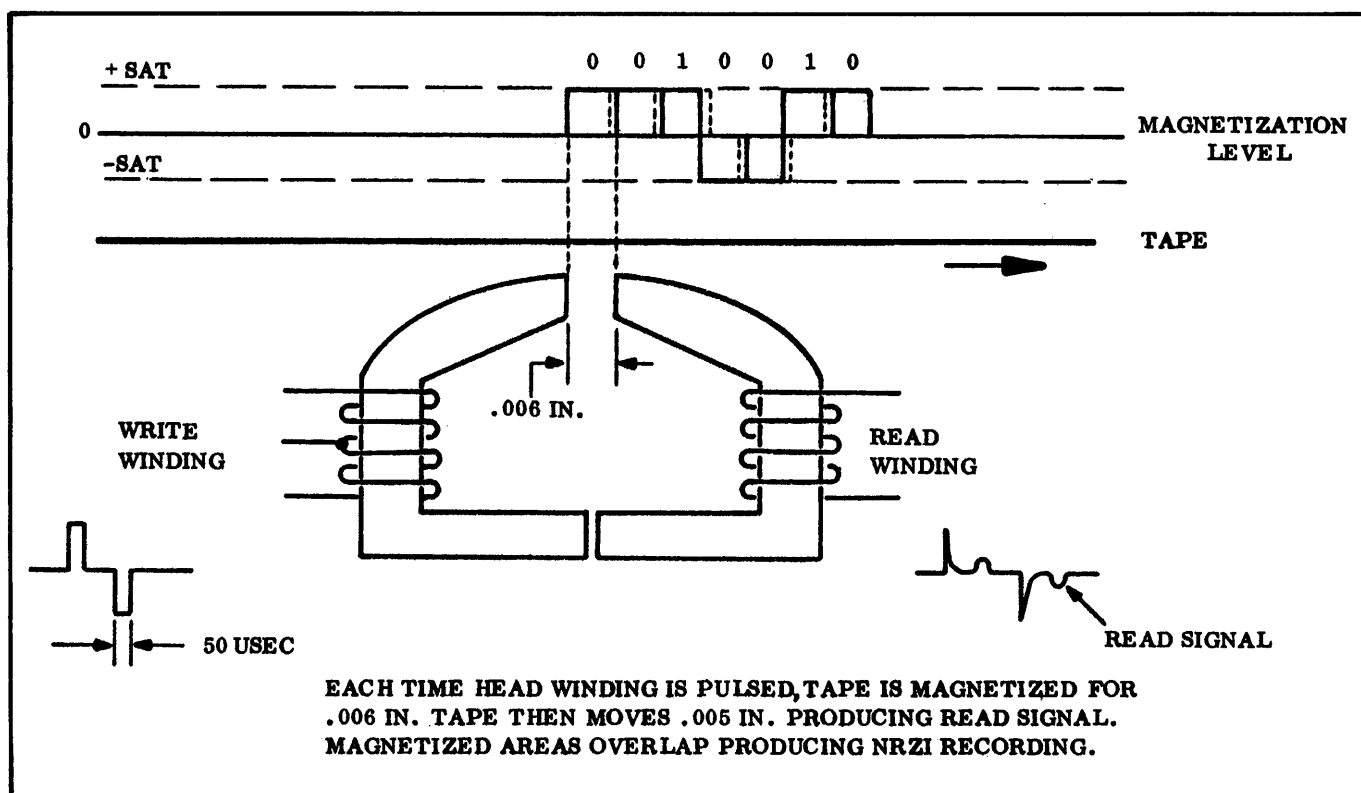 0 0 1 0 0 1 0
+ SAT
0
MAGNETIZATION
LEVEL
-SAT
TAPE
.006 IN.
WRITE
WINDING
READ
WINDING
50 USEC
READ SIGNAL
EACH TIME HEAD WINDING IS PULSED, TAPE IS MAGNETIZED FOR
.006 IN. TAPE THEN MOVES .005 IN. PRODUCING READ SIGNAL.
MAGNETIZED AREAS OVERLAP PRODUCING NRZI RECORDING.